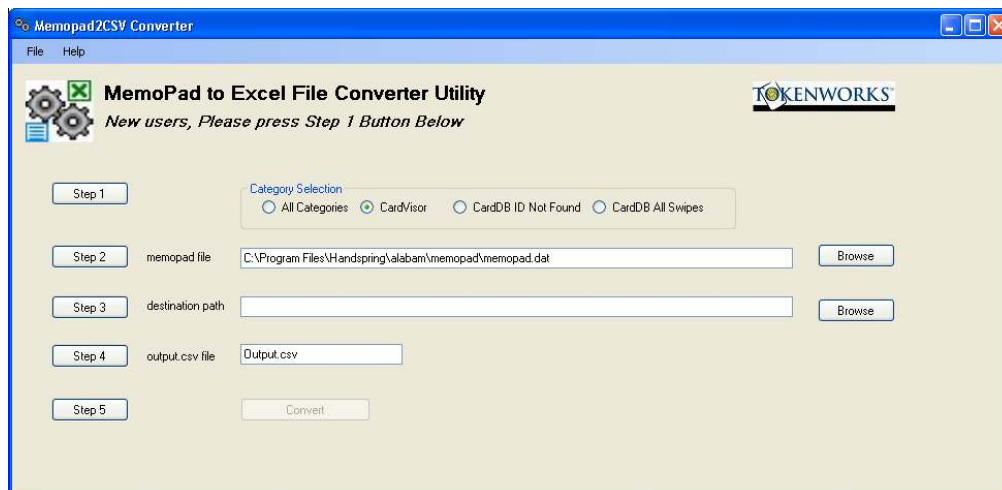 Memopad2CSV Converter
File Help
MemoPad to Excel File Converter Utility
New users, Please press Step 1 Button Below
TOKENWORKS™
Step 1
Category Selection
All Categories CardVisor CardDB ID Not Found CardDB All Swipes
Step 2 memopad file C:\Program Files\Handspring\alabam\memopad\memopad.dat Browse
Step 3 destination path Browse
Step 4 output.csv file Output.csv
Step 5 Convert